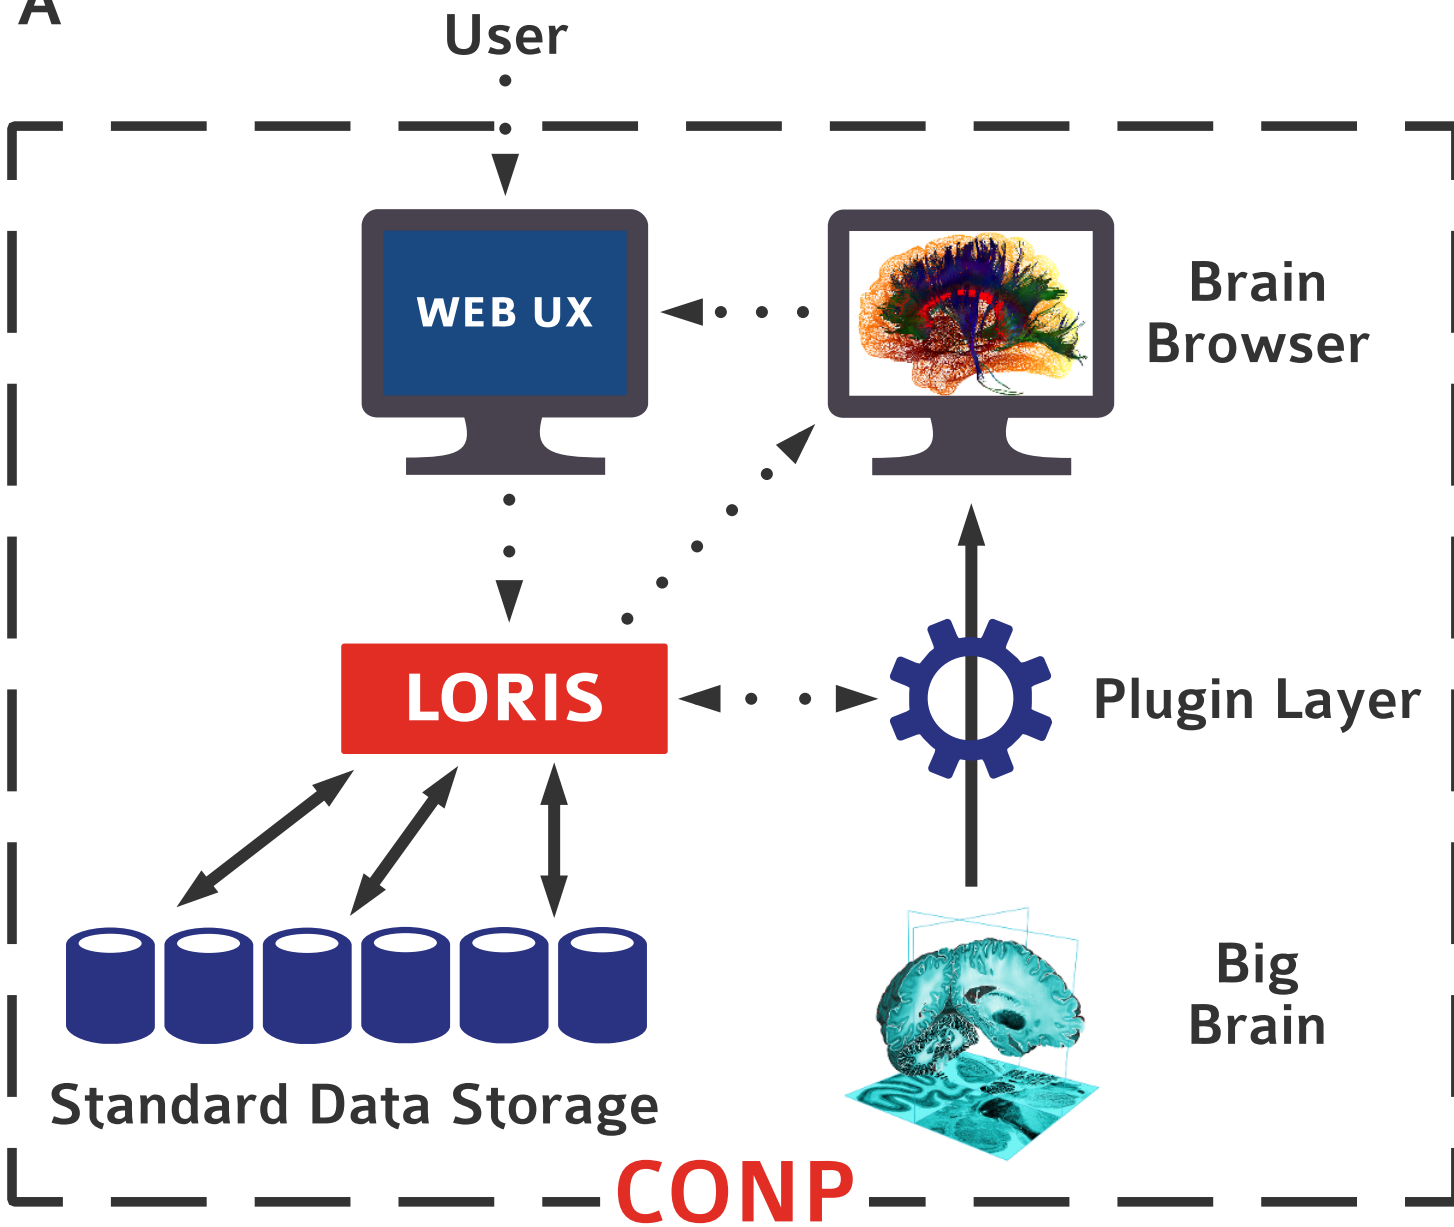 A
User
WEB UX
Brain
Browser
LORIS
Plugin Layer
Big
Brain
Standard Data Storage
CONP